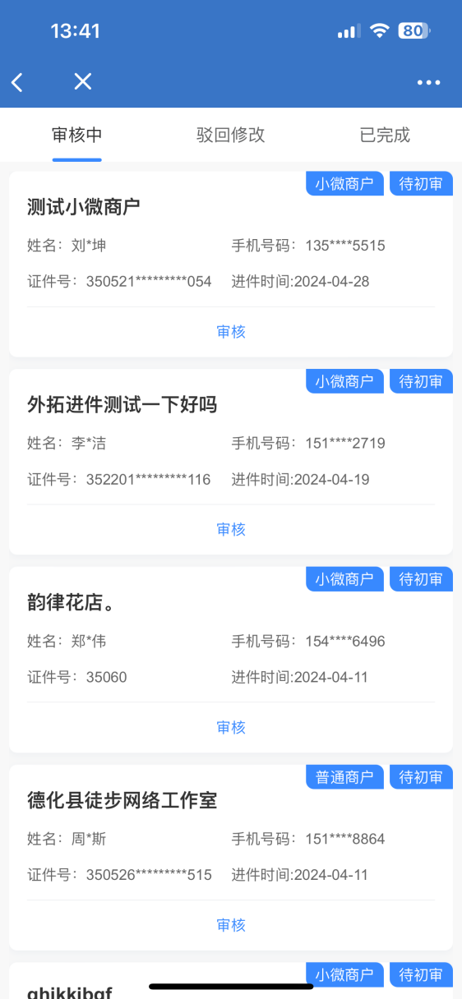 13:41
80
审核中 驳回修改 已完成
小微商户 待初审
测试小微商户
姓名：刘*坤 手机号码：135****5515
证件号：350521*********054 进件时间:2024-04-28
审核
小微商户 待初审
外拓进件测试一下好吗
姓名：李*洁 手机号码：151****2719
证件号：352201*********116 进件时间:2024-04-19
审核
小微商户 待初审
韵律花店。
姓名：郑*伟 手机号码：154****6496
证件号：35060 进件时间:2024-04-11
审核
普通商户 待初审
德化县徒步网络工作室
姓名：周*斯 手机号码：151****8864
证件号：350526*********515 进件时间:2024-04-11
审核
小微商户 待初审